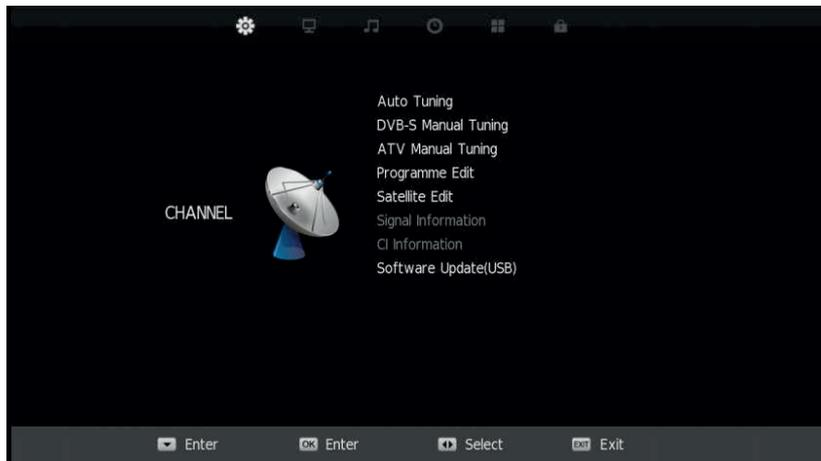 Auto Tuning
DVB-S Manual Tuning
ATV Manual Tuning
Programme Edit
Satellite Edit
CHANNEL
Signal Information
CI Information
Software Update(USB)
Enter
OK Enter
Select
EXIT Exit